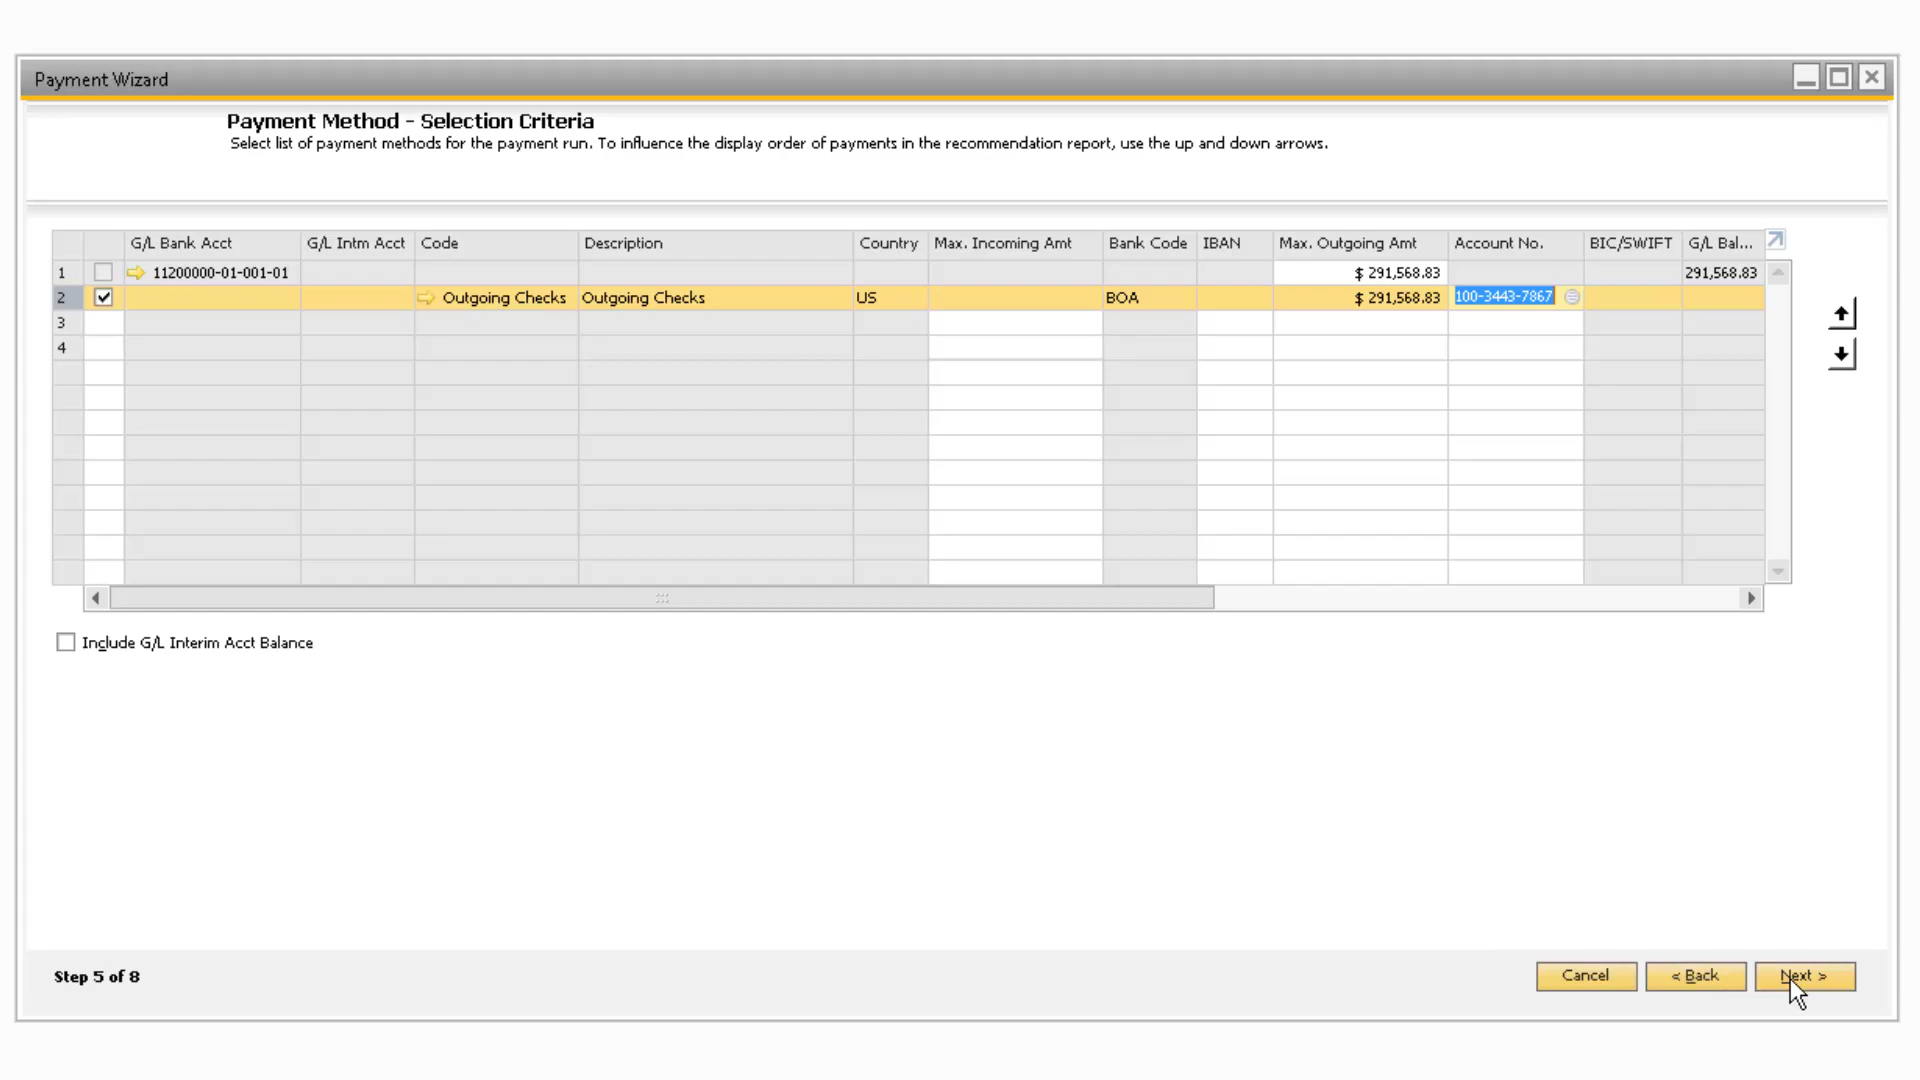 Payment Wizard
Payment Method - Selection Criteria
Select list of payment methods for the payment run. To influence the display order of payments in the recommendation report, use the up and down arrows.
G/L Bank Acct G/L Intm Acct Code Description Country Max. Incoming Amt Bank Code IBAN Max. Outgoing Amt Account No. BIC/SWIFT G/L Bal...
1 11200000-01-001-01 $ 291,568.83 291,568.83
2 Outgoing Checks Outgoing Checks US BOA $ 291,568.83 100-3443-7867
3
4
Include G/L Interim Acct Balance
Step 5 of 8 Cancel < Back Next >